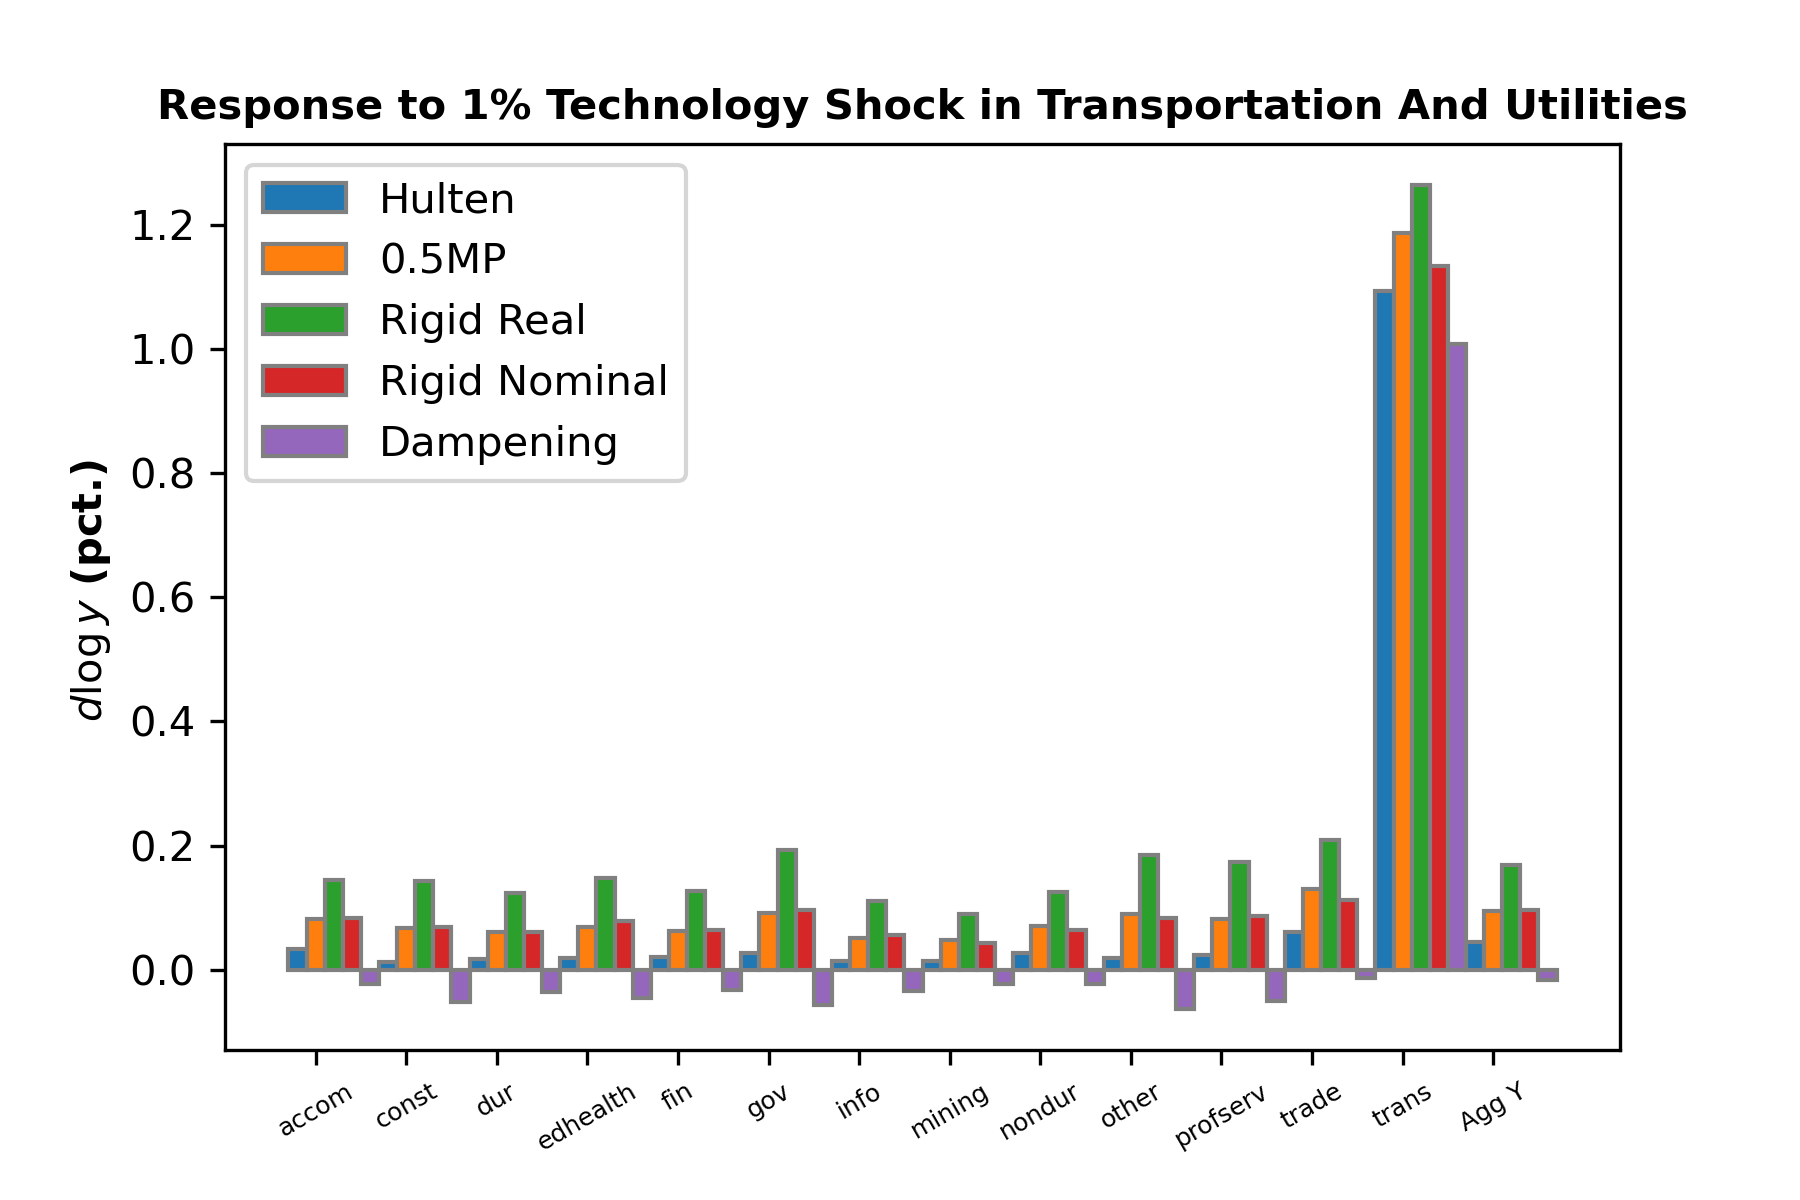 Response to 1% Technology Shock in Transportation And Utilities
Hulten
0.5MP
Rigid Real
Rigid Nominal
Dampening
dlog y (pct.)
1.2
1.0
0.8
0.6
0.4
0.2
0.0
accom
const
dur
edhealth
fin
gov
info
mining
nondur
other
profserv
trade
trans
Agg Y